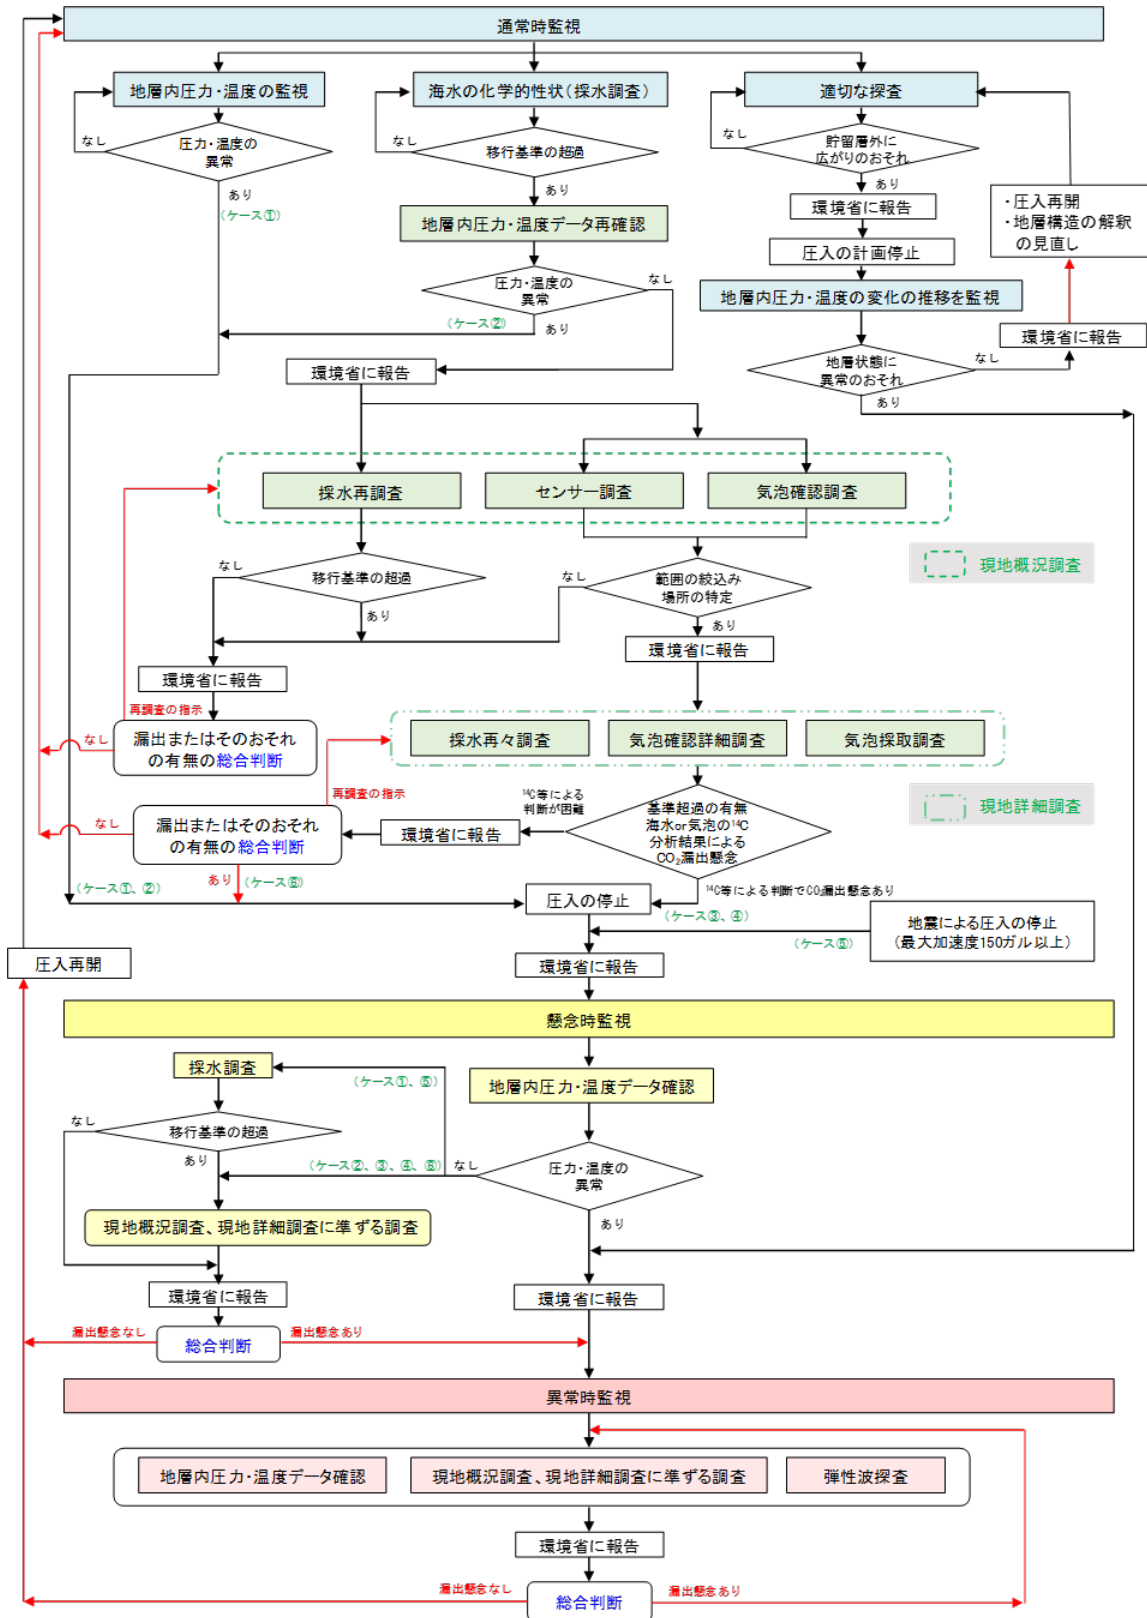 通常時監視
地層内圧力・温度の監視
海水の化学的性状(採水調査)
適切な探査
なし
圧力・温度の
異常
なし
移行基準の超過
なし
貯留層外に
広がりのおそれ
あり
(ケース①)
あり
あり
地層内圧力・温度データ再確認
環境省に報告
・圧入再開
・地層構造の解釈
の見直し
圧入の計画停止
圧力・温度の
異常
なし
地層内圧力・温度の変化の推移を監視
(ケース②)
あり
環境省に報告
環境省に報告
地層状態に
異常のおそれ
なし
あり
採水再調査
センサー調査
気泡確認調査
現地概況調査
なし
移行基準の超過
なし
範囲の絞込み
場所の特定
あり
あり
環境省に報告
環境省に報告
再調査の指示
なし
漏出またはそのおそれ
の有無の総合判断
採水再々調査
気泡確認詳細調査
気泡採取調査
再調査の指示
¹⁴C等による
判断が困難
現地詳細調査
なし
漏出またはそのおそれ
の有無の総合判断
環境省に報告
基準超過の有無
海水or気泡の¹⁴C
分析結果による
CO₂漏出懸念
(ケース①、②)
あり
(ケース⑥)
¹⁴C等による判断でCO₂漏出懸念あり
圧入の停止
(ケース③、④)
地震による圧入の停止
(最大加速度150ガル以上)
(ケース⑤)
圧入再開
環境省に報告
懸念時監視
採水調査
(ケース①、⑤)
地層内圧力・温度データ確認
なし
移行基準の超過
あり
(ケース②、③、④、⑥)
なし
圧力・温度の
異常
現地概況調査、現地詳細調査に準ずる調査
あり
環境省に報告
環境省に報告
漏出懸念なし
総合判断
漏出懸念あり
異常時監視
地層内圧力・温度データ確認
現地概況調査、現地詳細調査に準ずる調査
弾性波探査
環境省に報告
漏出懸念なし
総合判断
漏出懸念あり